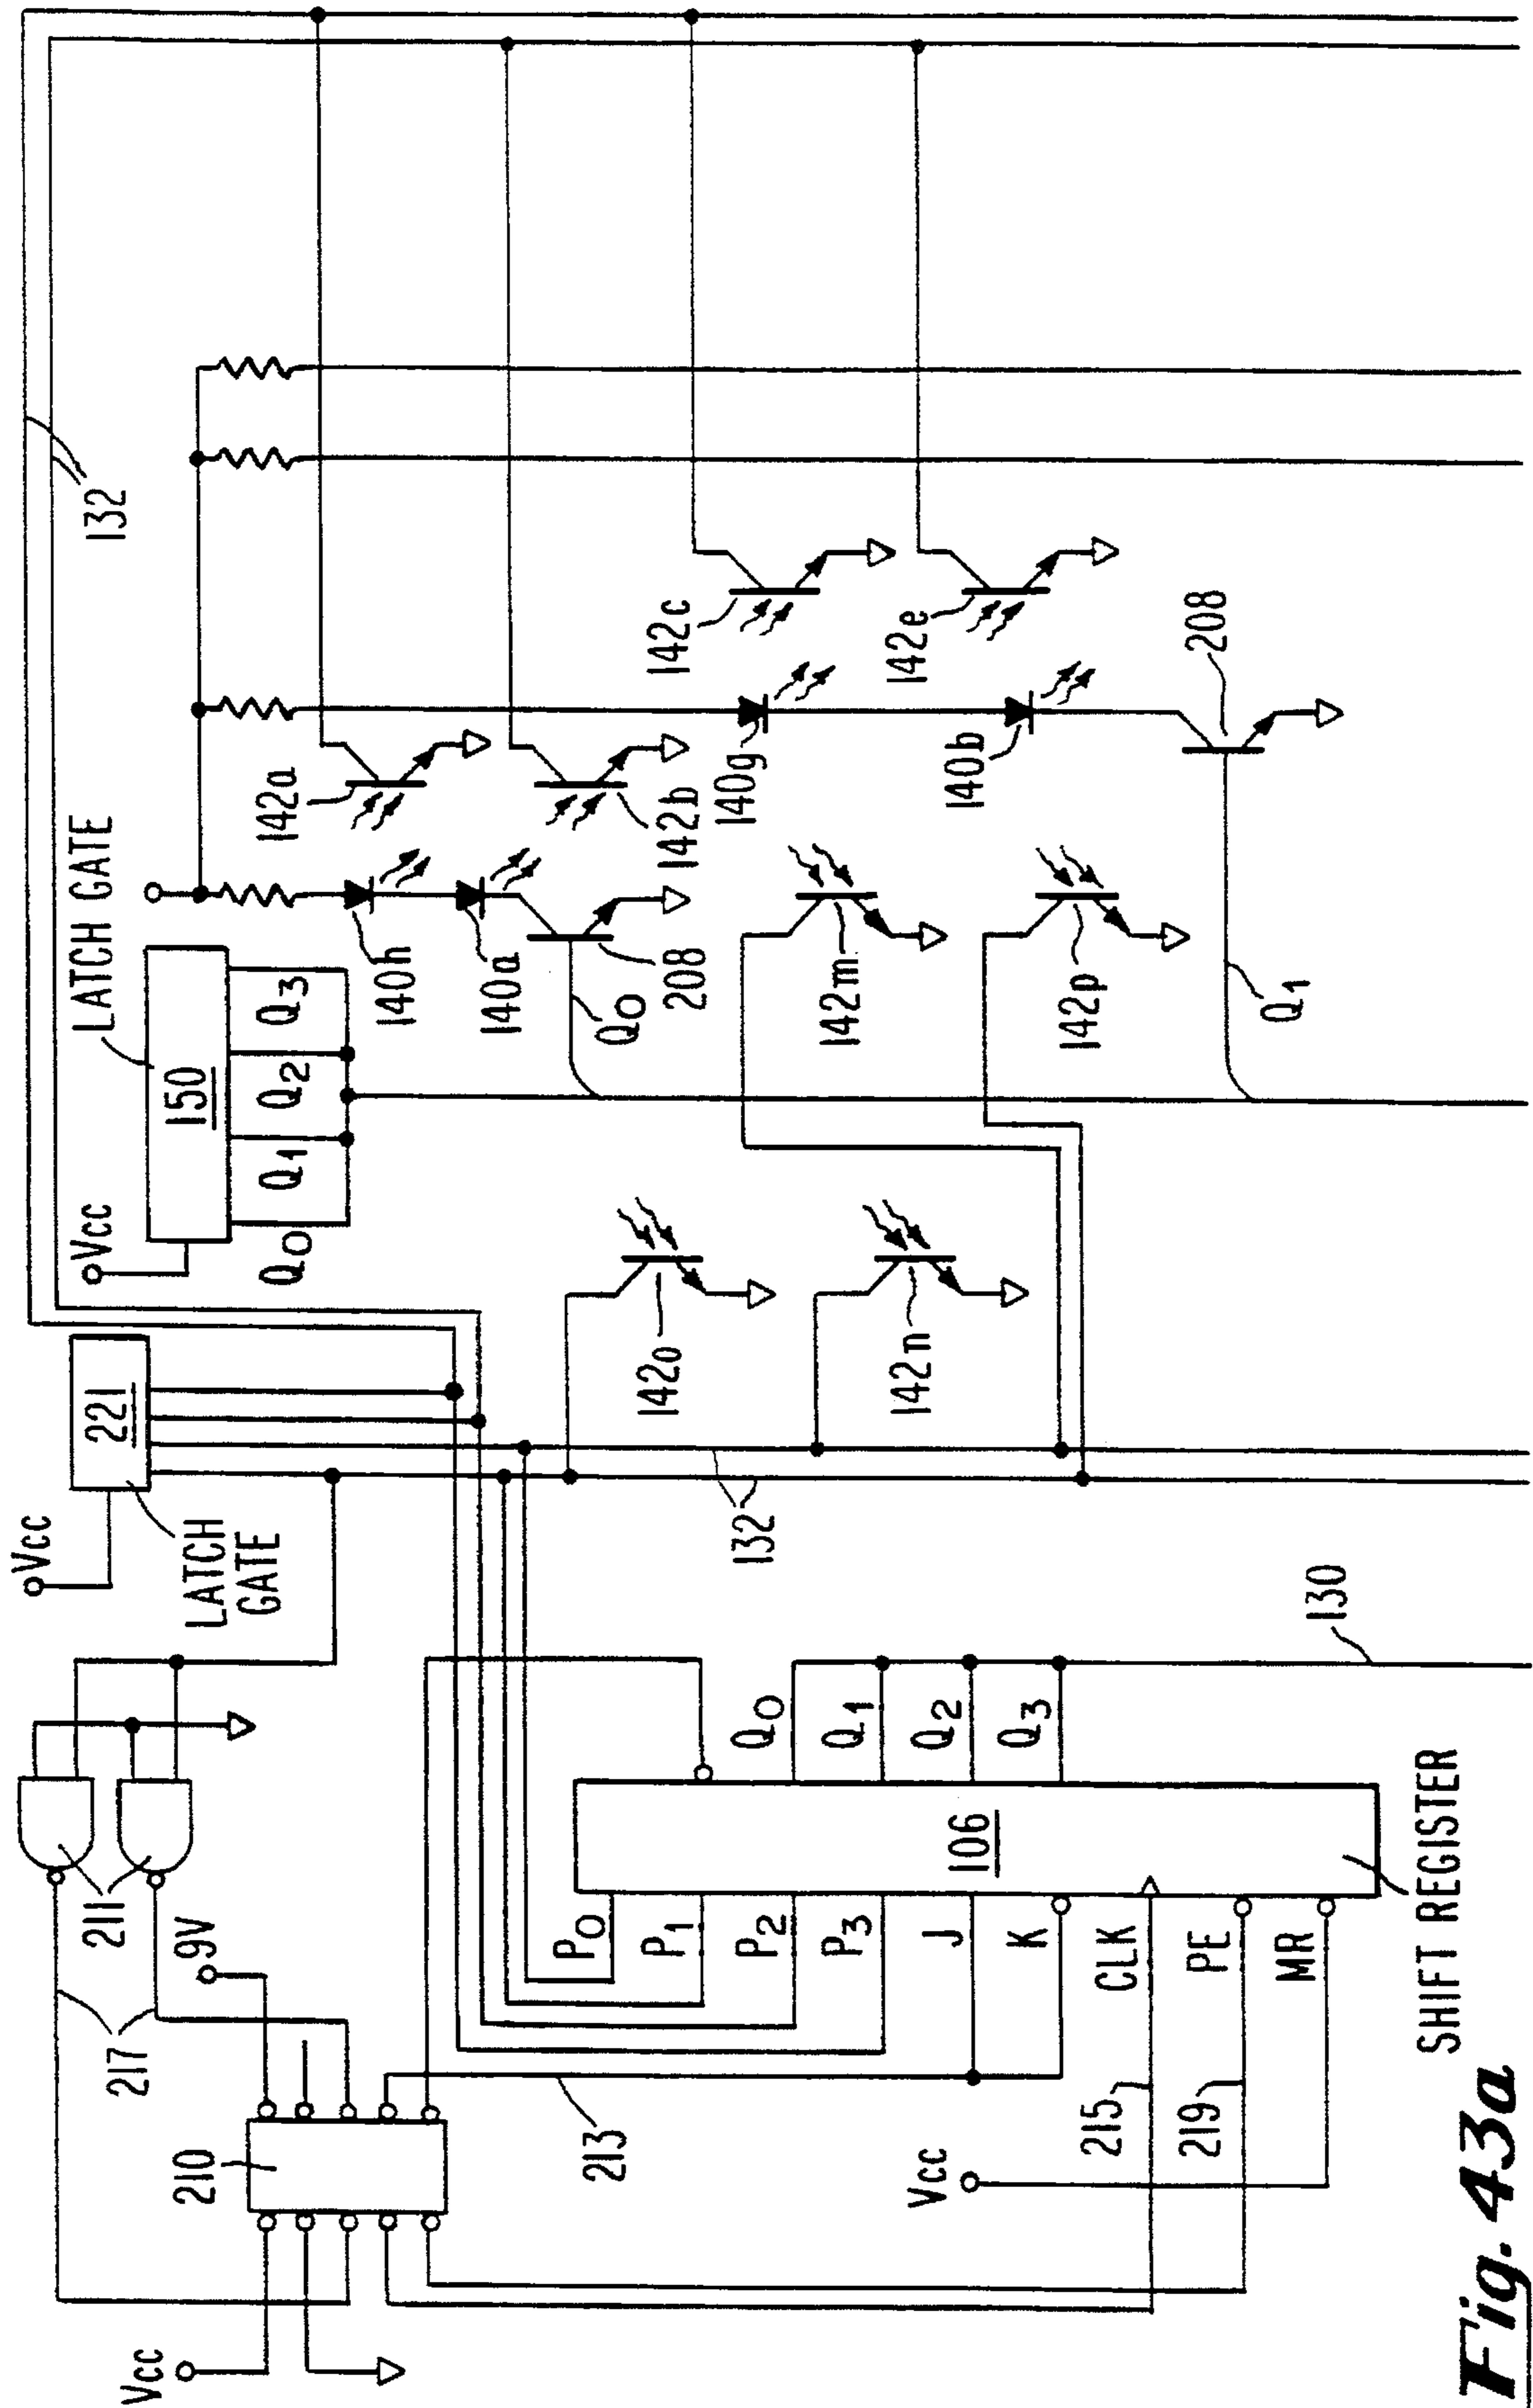 Vcc
LATCH
GATE
221
Vcc
LATCH GATE
150
Q0
Q1
Q2
Q3
132
211
9V
217
210
Vcc
213
140h
140a
Q0
208
142a
142b
142c
142e
140g
140b
208
142m
142p
Q1
142o
142n
132
130
P0
P1
P2
P3
J
K
CLK
PE
MR
106
Q0
Q1
Q2
Q3
215
219
Vcc
SHIFT REGISTER
Fig. 43a